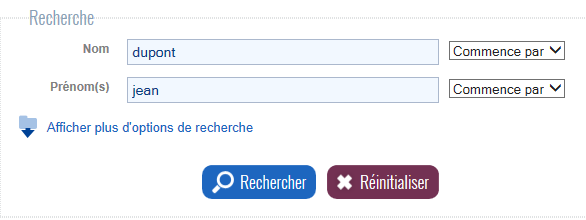 Recherche
Nom dupont Commence par
Prénom(s) jean Commence par
Afficher plus d'options de recherche
Rechercher Réinitialiser